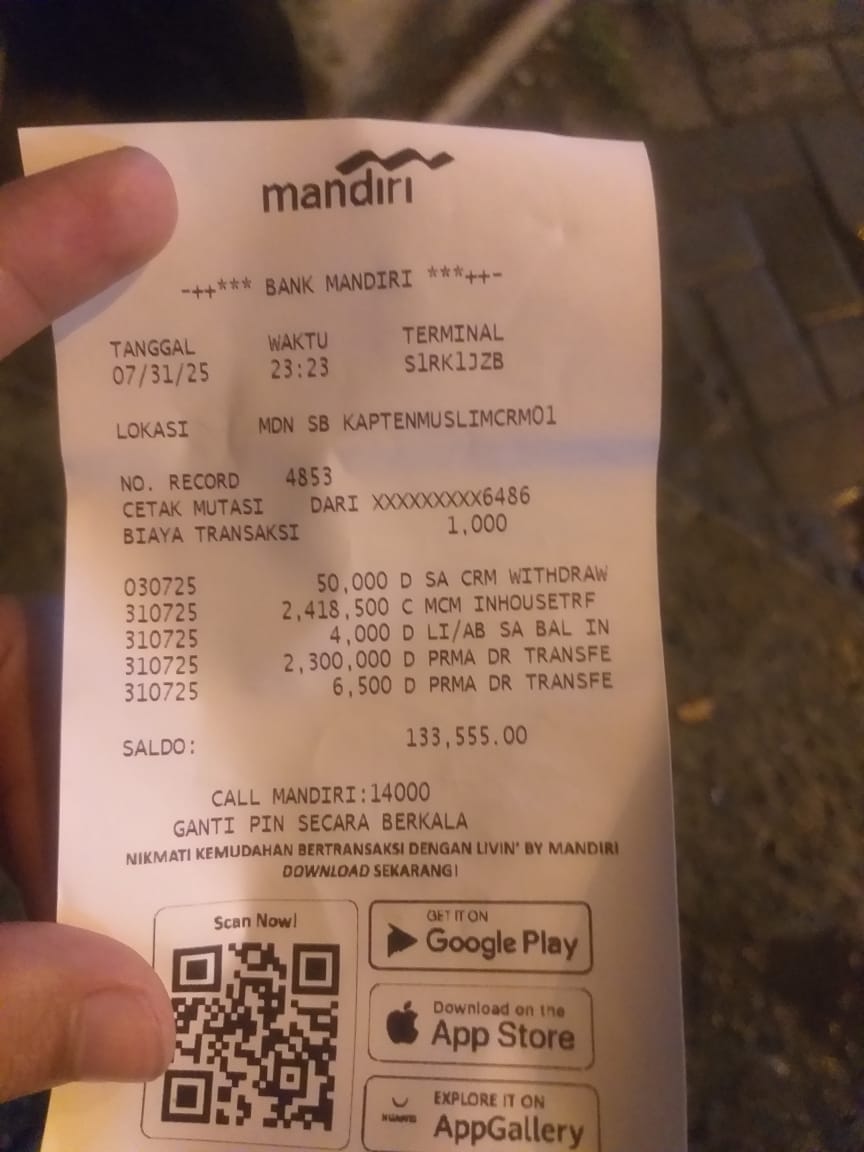 mandiri
-++*** BANK MANDIRI ***++-
TANGGAL WAKTU TERMINAL
07/31/25 23:23 S1RK1JZB
LOKASI MDN SB KAPTENMUSLIMCRM01
NO. RECORD 4853
CETAK MUTASI DARI XXXXXXXXX6486
BIAYA TRANSAKSI 1,000
030725 50,000 D SA CRM WITHDRAW
310725 2,418,500 C MCM INHOUSETRF
310725 4,000 D LI/AB SA BAL IN
310725 2,300,000 D PRMA DR TRANSFE
310725 6,500 D PRMA DR TRANSFE
SALDO: 133,555.00
CALL MANDIRI:14000
GANTI PIN SECARA BERKALA
NIKMATI KEMUDAHAN BERTRANSAKSI DENGAN LIVIN' BY MANDIRI
DOWNLOAD SEKARANG!
Scan Now!
GET IT ON
Google Play
Download on the
App Store
HUAWEI
EXPLORE IT ON
AppGallery